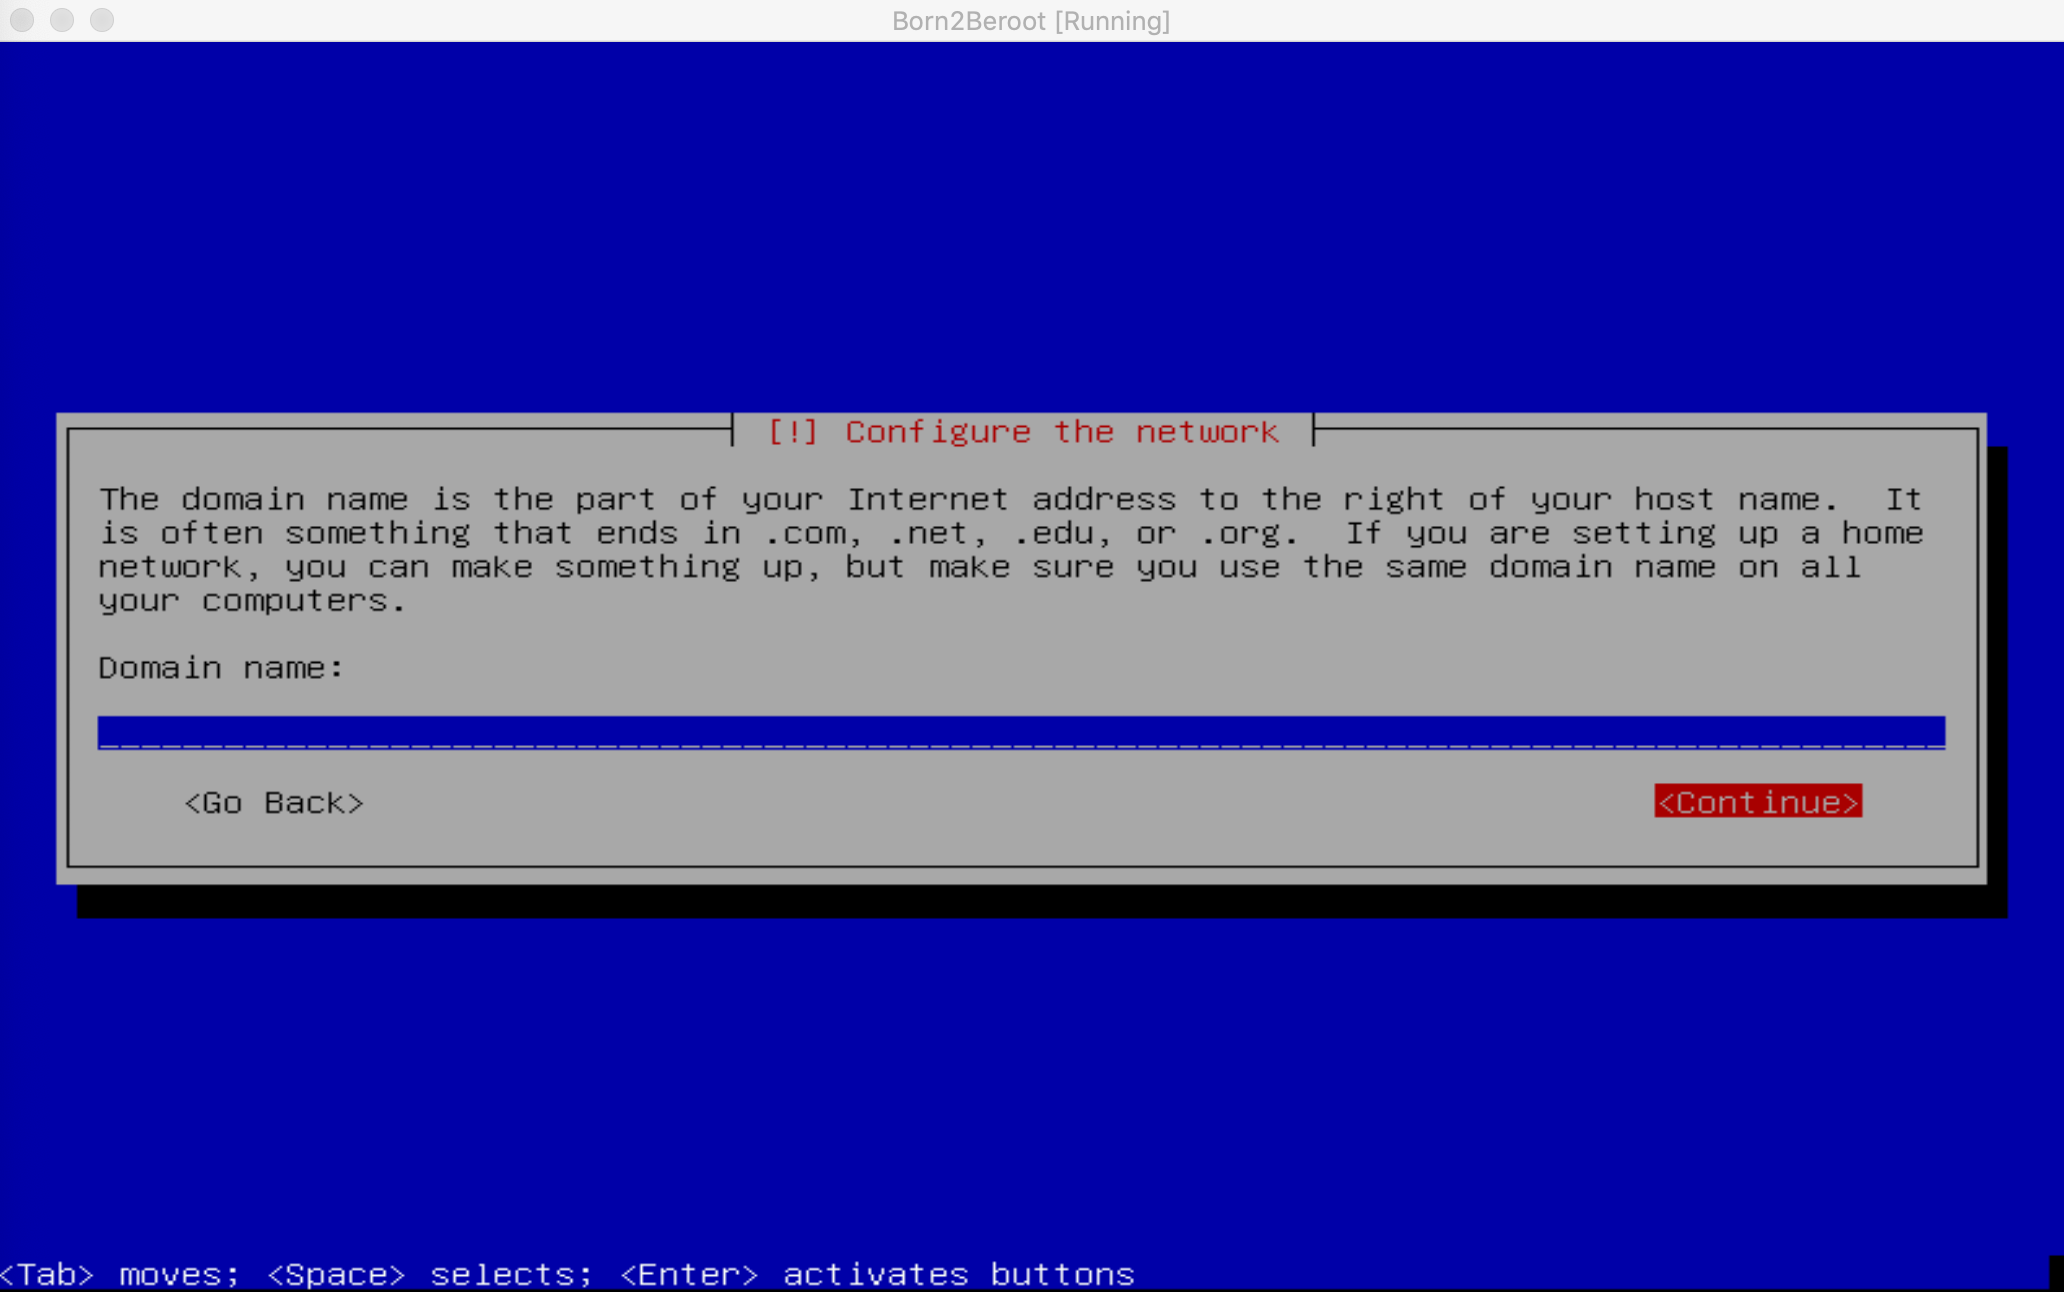 Born2Beroot [Running]
[!] Configure the network
The domain name is the part of your Internet address to the right of your host name.  It
is often something that ends in .com, .net, .edu, or .org.  If you are setting up a home
network, you can make something up, but make sure you use the same domain name on all
your computers.
Domain name:
<Go Back> <Continue>
<Tab> moves; <Space> selects; <Enter> activates buttons